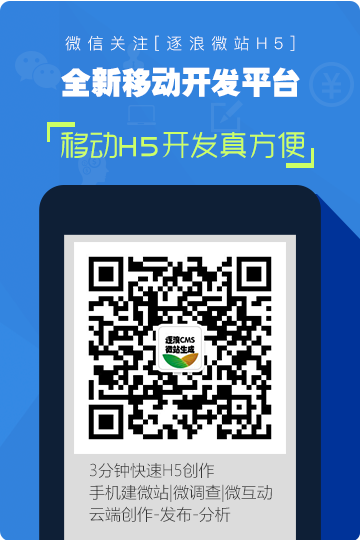 微信关注[逐浪微站H5]
全新移动开发平台
移动H5开发真方便
逐浪CMS
微站生成
3分钟快速H5创作
手机建微站|微调查|微互动
云端创作-发布-分析